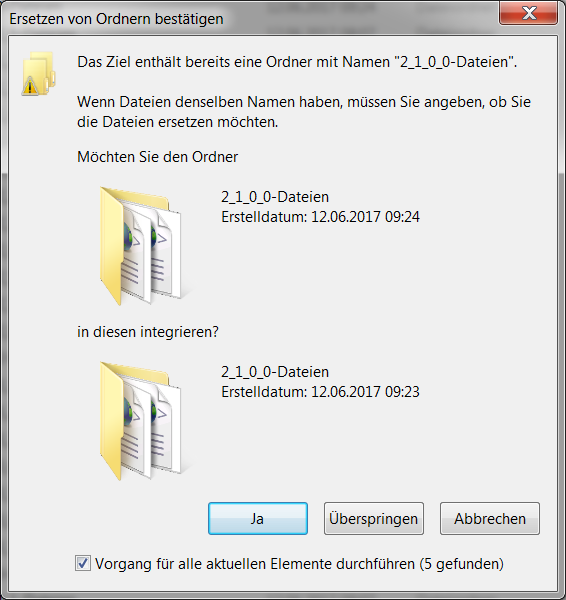 Ersetzen von Ordnern bestätigen
Das Ziel enthält bereits eine Ordner mit Namen "2_1_0_0-Dateien".
Wenn Dateien denselben Namen haben, müssen Sie angeben, ob Sie
die Dateien ersetzen möchten.
Möchten Sie den Ordner
2_1_0_0-Dateien
Erstelldatum: 12.06.2017 09:24
in diesen integrieren?
2_1_0_0-Dateien
Erstelldatum: 12.06.2017 09:23
Ja
Überspringen
Abbrechen
Vorgang für alle aktuellen Elemente durchführen (5 gefunden)